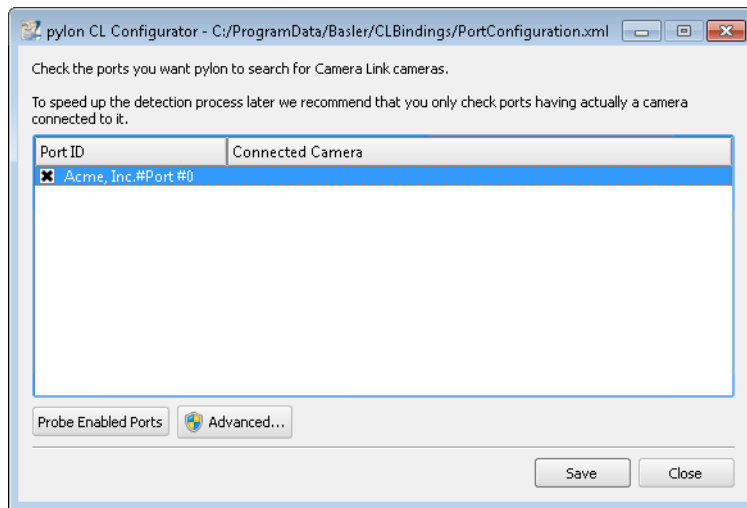 pylon CL Configurator - C:/ProgramData/Basler/CLBindings/PortConfiguration.xml
Check the ports you want pylon to search for Camera Link cameras.
To speed up the detection process later we recommend that you only check ports having actually a camera
connected to it.
Port ID Connected Camera
Acme, Inc.#Port #0
Probe Enabled Ports Advanced...
Save Close